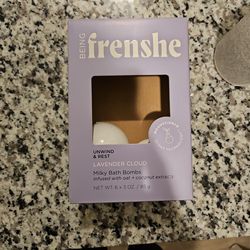 BEING
frenshe
UNWIND
& REST
LAVENDER CLOUD
Milky Bath Bombs
infused with oat + coconut extracts